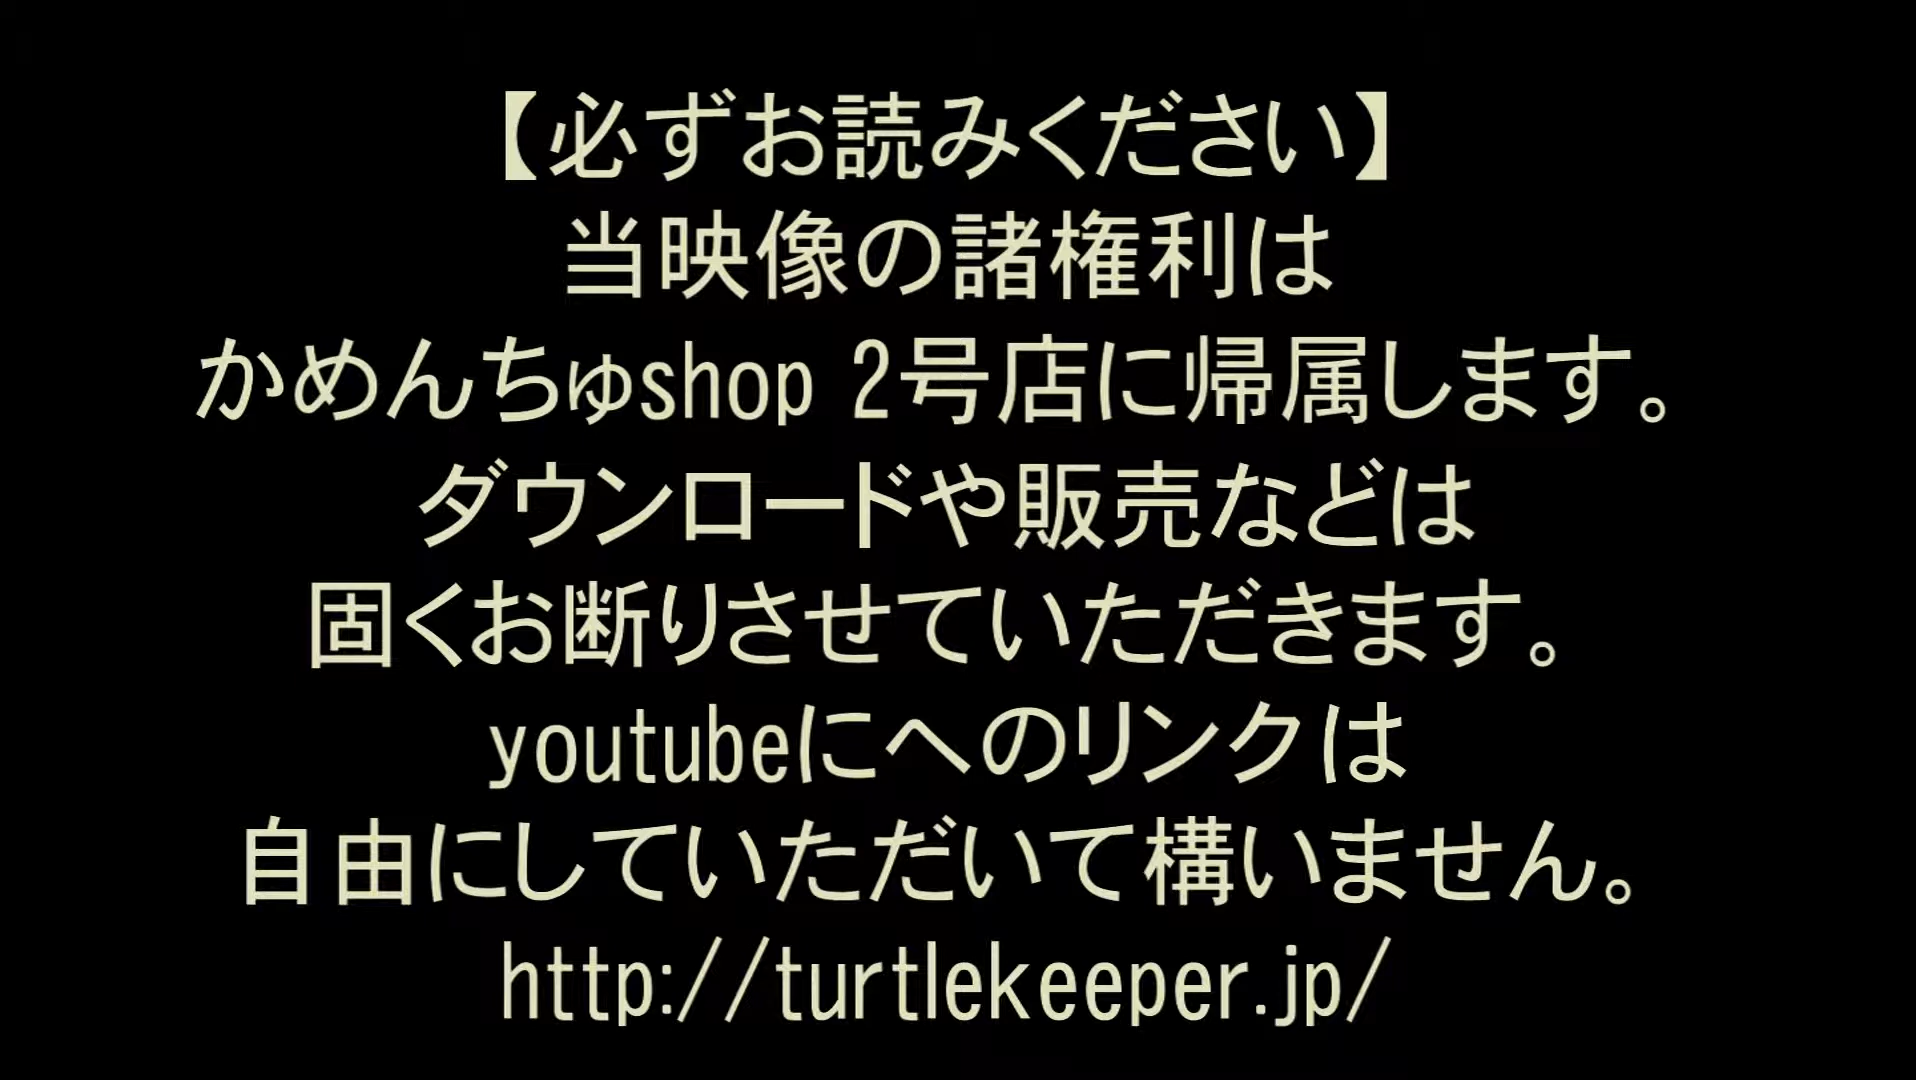 【必ずお読みください】
当映像の諸権利は
かめんちゅshop 2号店に帰属します。
ダウンロードや販売などは
固くお断りさせていただきます。
youtubeにへのリンクは
自由にしていただいて構いません。
http://turtlekeeper.jp/